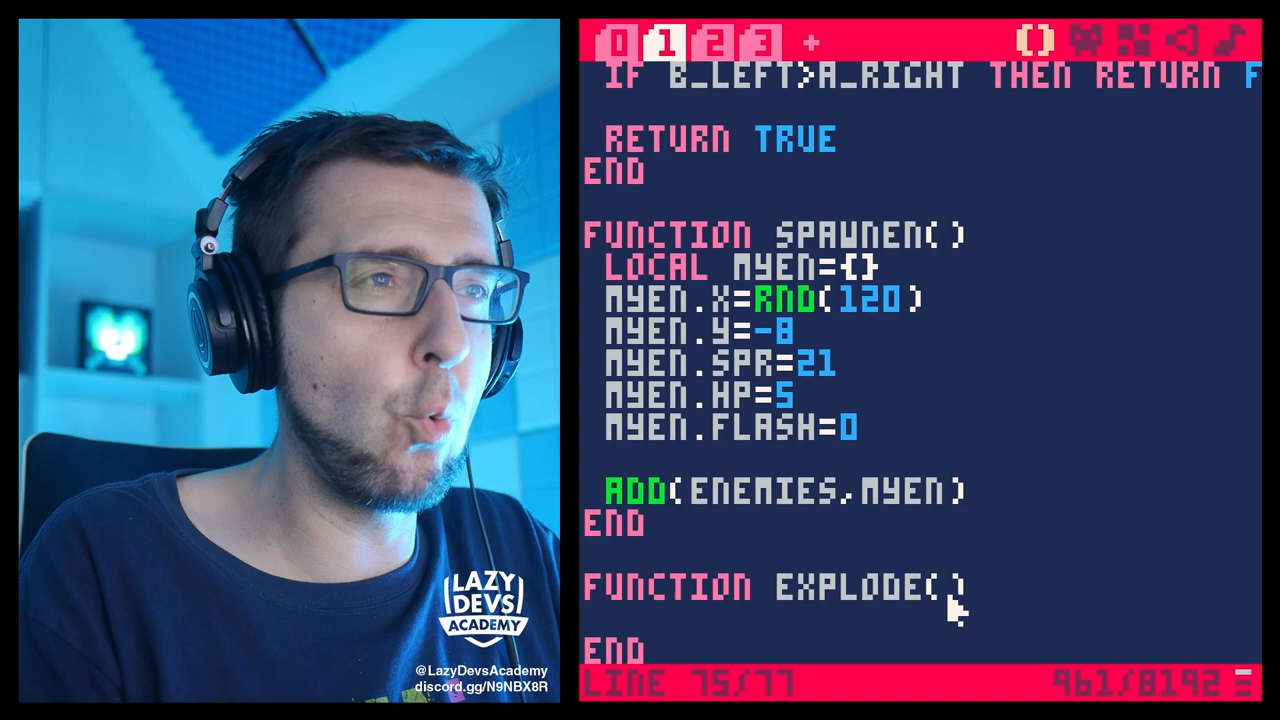 0 1 2 3 +
IF B_LEFT>A_RIGHT THEN RETURN F
RETURN TRUE
END
FUNCTION SPAWNEN()
LOCAL MYEN={}
MYEN.X=RND(120)
MYEN.Y=-8
MYEN.SPR=21
MYEN.HP=5
MYEN.FLASH=0
ADD(ENEMIES,MYEN)
END
FUNCTION EXPLODE()
END
LINE 75/77 961/8192
LAZY
DEVS
ACADEMY
@LazyDevsAcademy
discord.gg/N9NBX8R